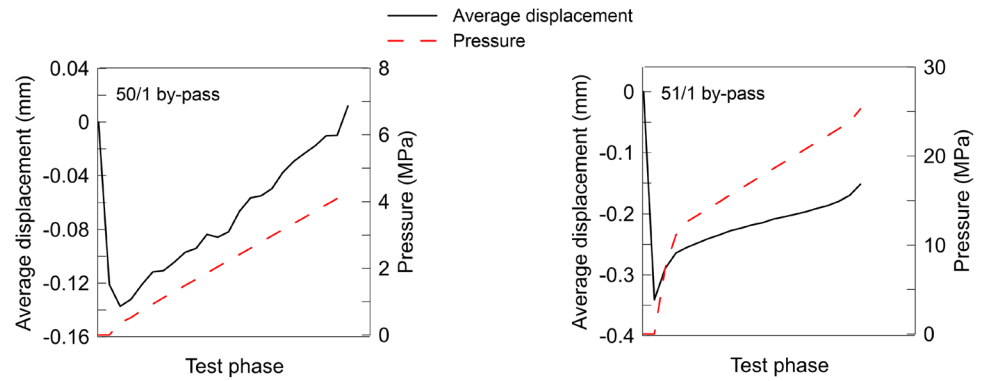 Average displacement
Pressure
50/1 by-pass
Average displacement (mm)
0.04
0
-0.04
-0.08
-0.12
-0.16
8
6
4
2
0
Pressure (MPa)
Test phase
51/1 by-pass
Average displacement (mm)
0
-0.1
-0.2
-0.3
-0.4
30
20
10
0
Pressure (MPa)
Test phase